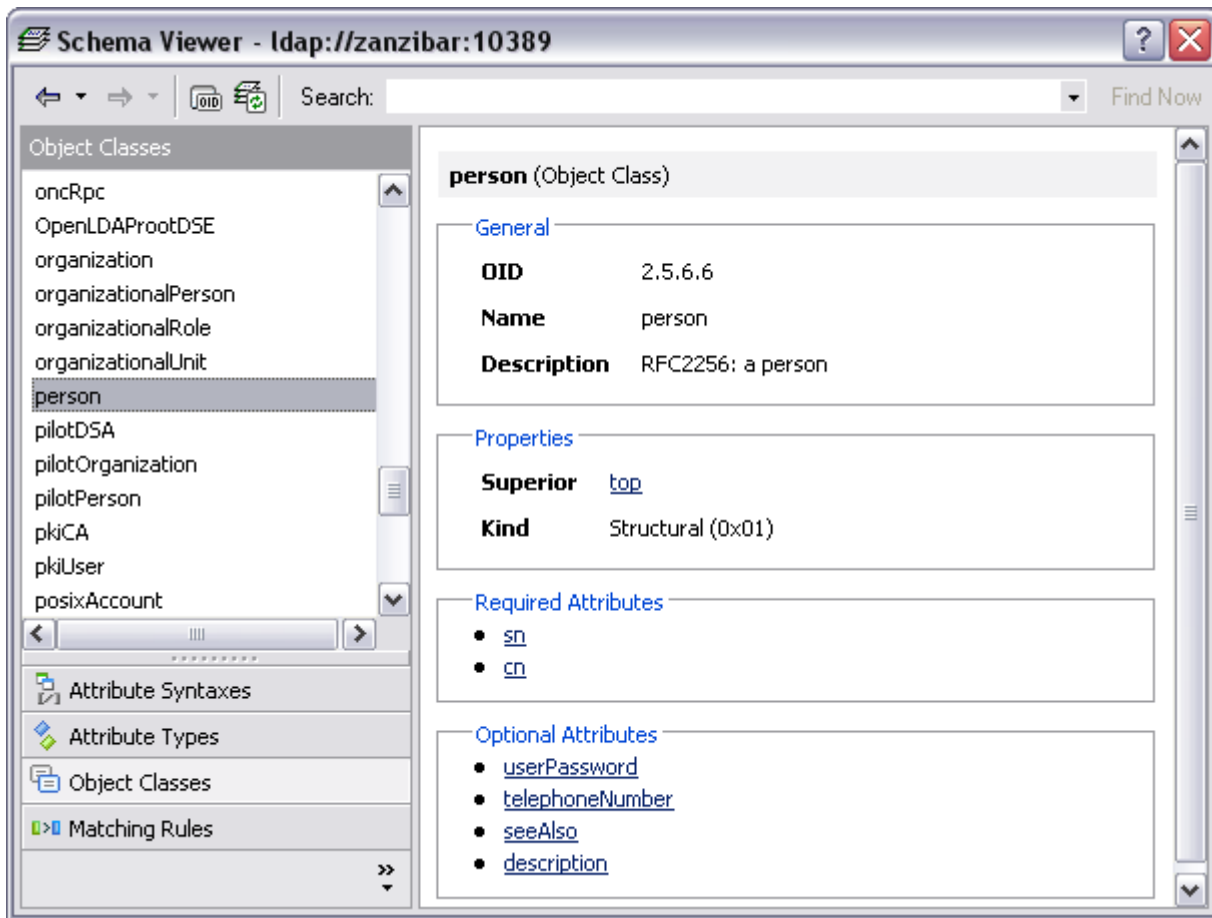 Schema Viewer - ldap://zanzibar:10389
OID
Search:
Find Now
Object Classes
oncRpc
OpenLDAProotDSE
organization
organizationalPerson
organizationalRole
organizationalUnit
person
pilotDSA
pilotOrganization
pilotPerson
pkiCA
pkiUser
posixAccount
Attribute Syntaxes
Attribute Types
Object Classes
Matching Rules
person (Object Class)
General
OID 2.5.6.6
Name person
Description RFC2256: a person
Properties
Superior top
Kind Structural (0x01)
Required Attributes
• sn
• cn
Optional Attributes
• userPassword
• telephoneNumber
• seeAlso
• description